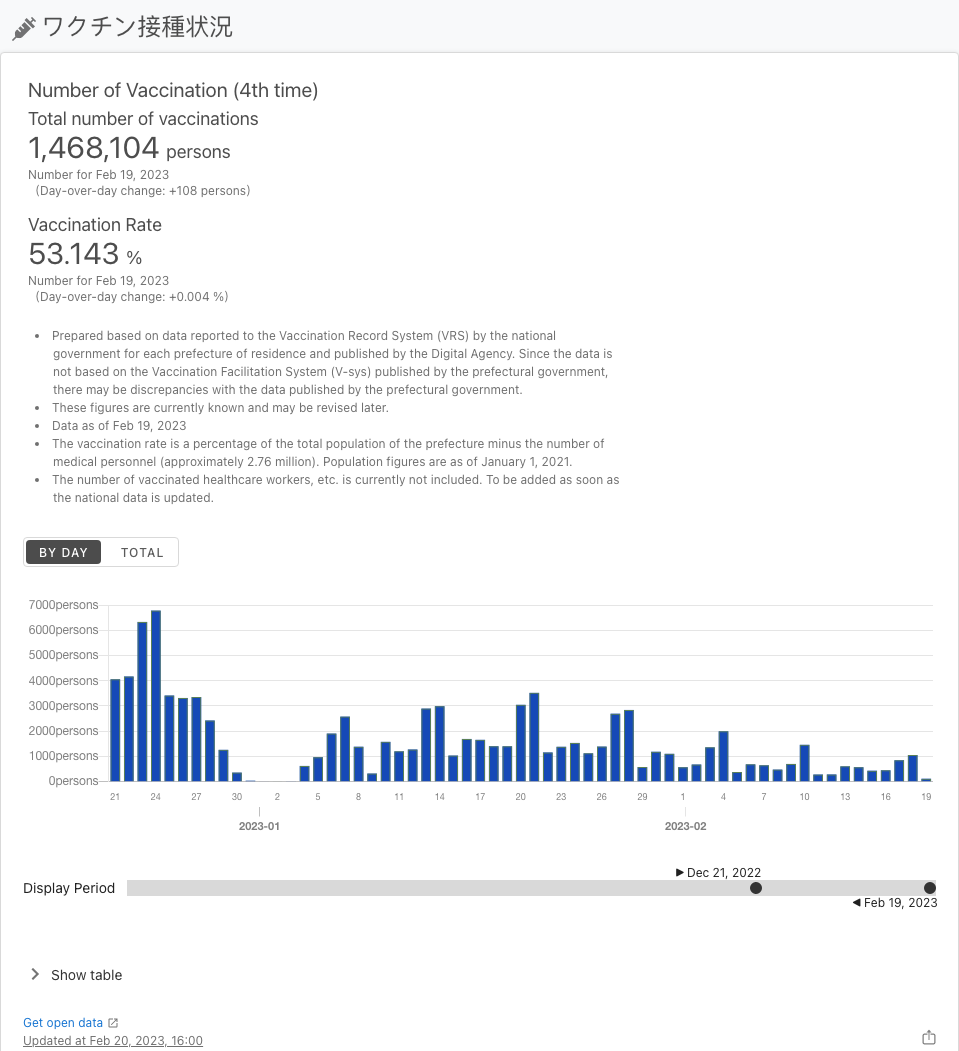 ワクチン接種状況
Number of Vaccination (4th time)
Total number of vaccinations
1,468,104 persons
Number for Feb 19, 2023
(Day-over-day change: +108 persons)
Vaccination Rate
53.143 %
Number for Feb 19, 2023
(Day-over-day change: +0.004 %)
• Prepared based on data reported to the Vaccination Record System (VRS) by the national
government for each prefecture of residence and published by the Digital Agency. Since the data is
not based on the Vaccination Facilitation System (V-sys) published by the prefectural government,
there may be discrepancies with the data published by the prefectural government.
• These figures are currently known and may be revised later.
• Data as of Feb 19, 2023
• The vaccination rate is a percentage of the total population of the prefecture minus the number of
medical personnel (approximately 2.76 million). Population figures are as of January 1, 2021.
• The number of vaccinated healthcare workers, etc. is currently not included. To be added as soon as
the national data is updated.
BY DAY TOTAL
7000persons
6000persons
5000persons
4000persons
3000persons
2000persons
1000persons
0persons
21 24 27 30 2 5 8 11 14 17 20 23 26 29 1 4 7 10 13 16 19
2023-01 2023-02
Dec 21, 2022
Display Period
Feb 19, 2023
Show table
Get open data
Updated at Feb 20, 2023, 16:00